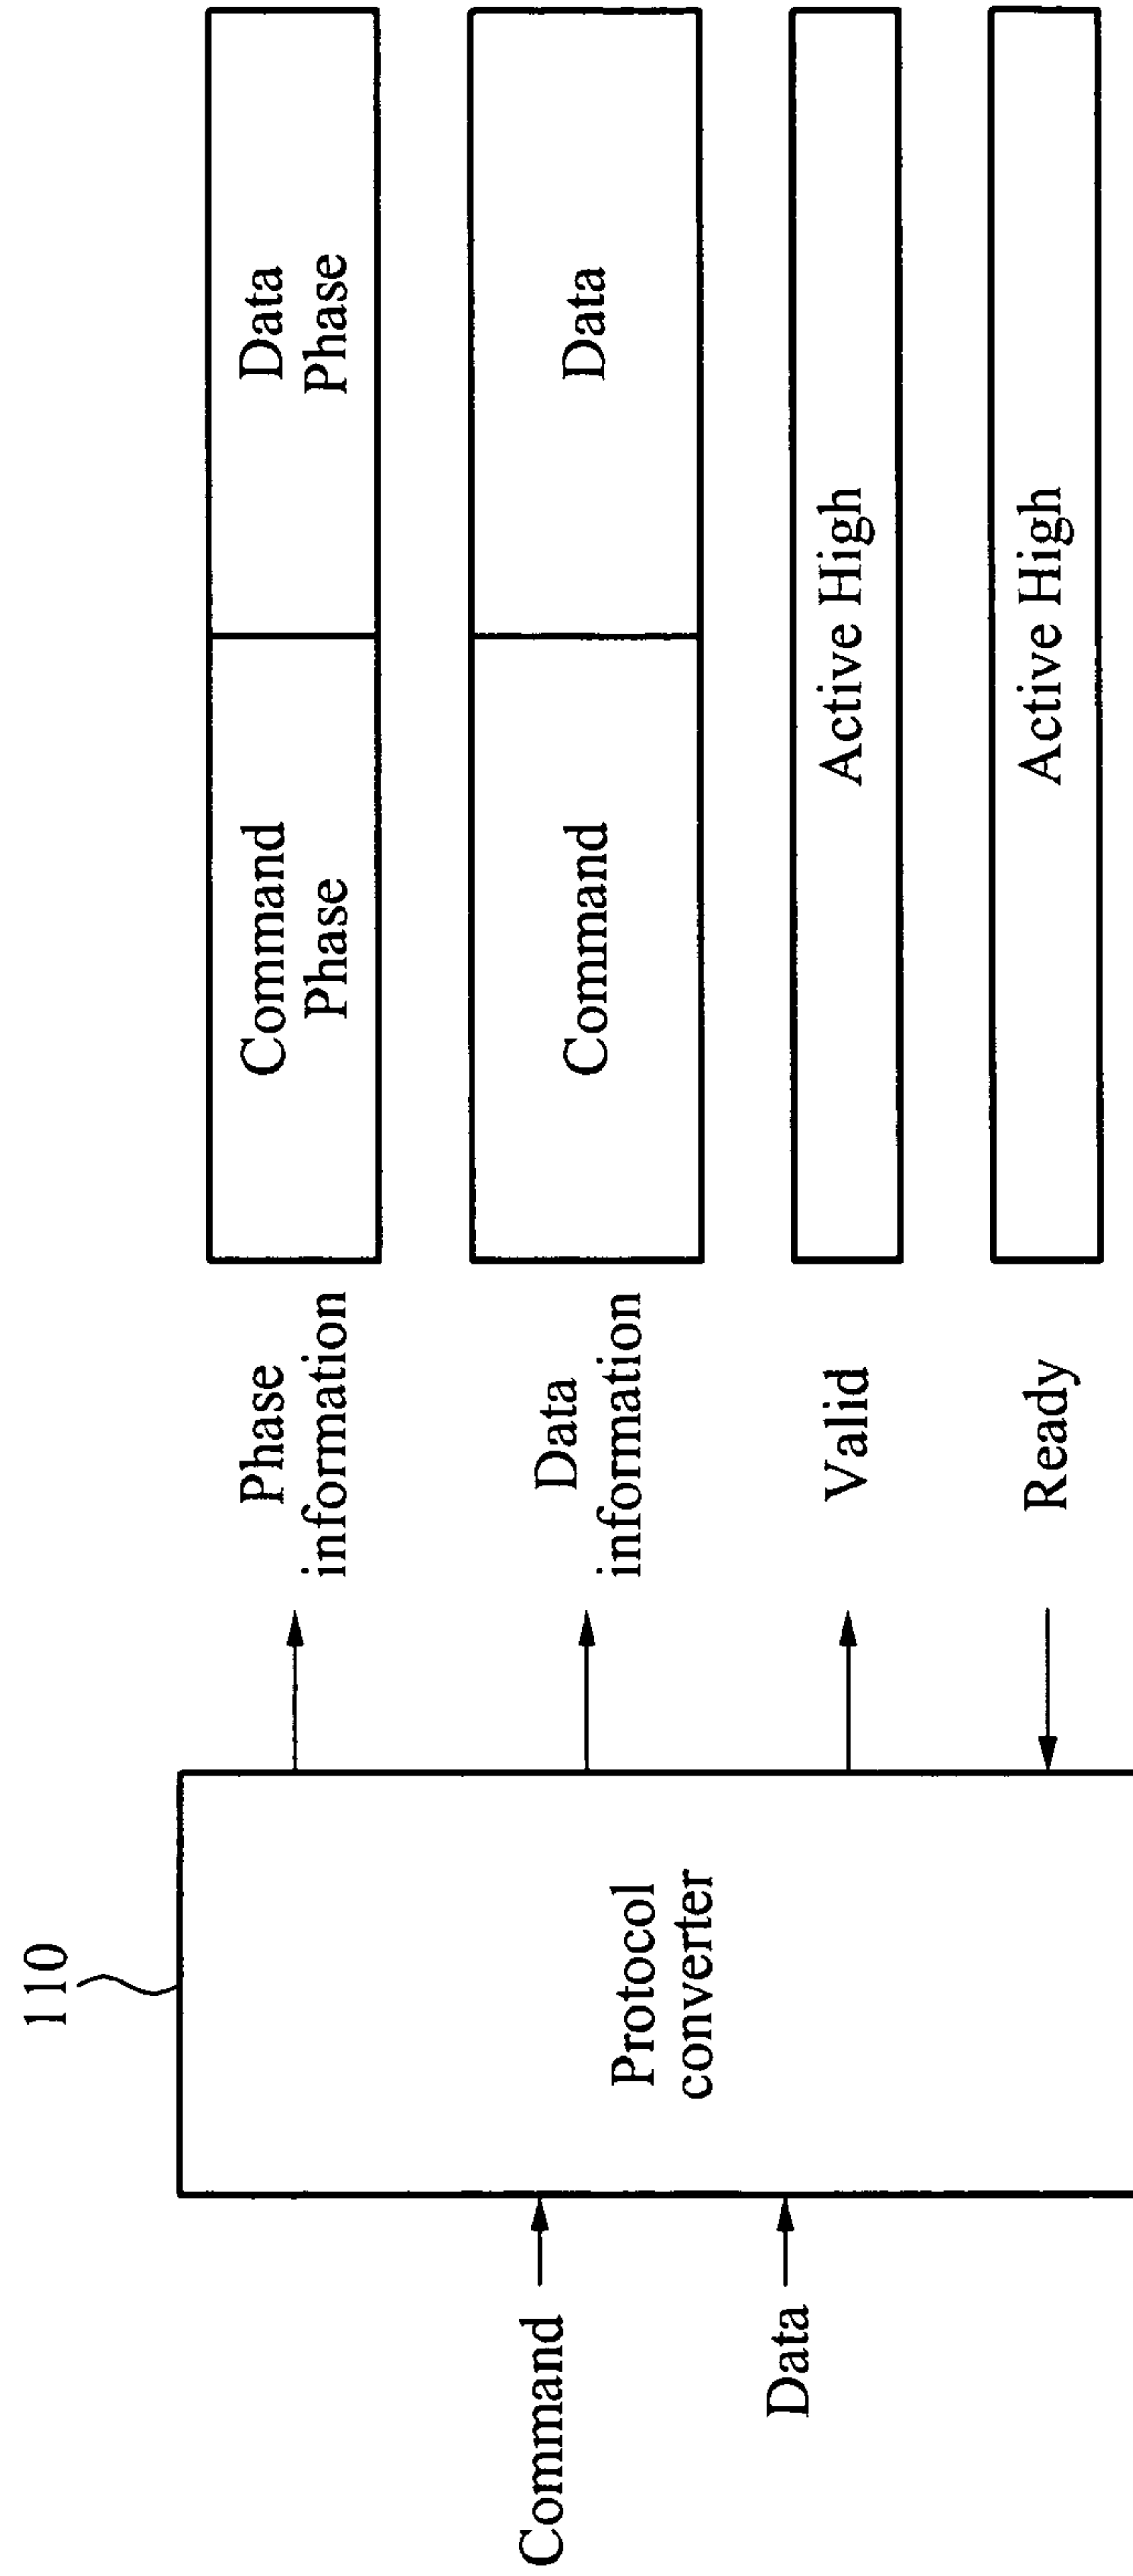 110
Command
Data
Protocol
converter
Phase
information
Command
Phase
Data
Phase
Data
information
Command
Data
Valid
Active High
Ready
Active High